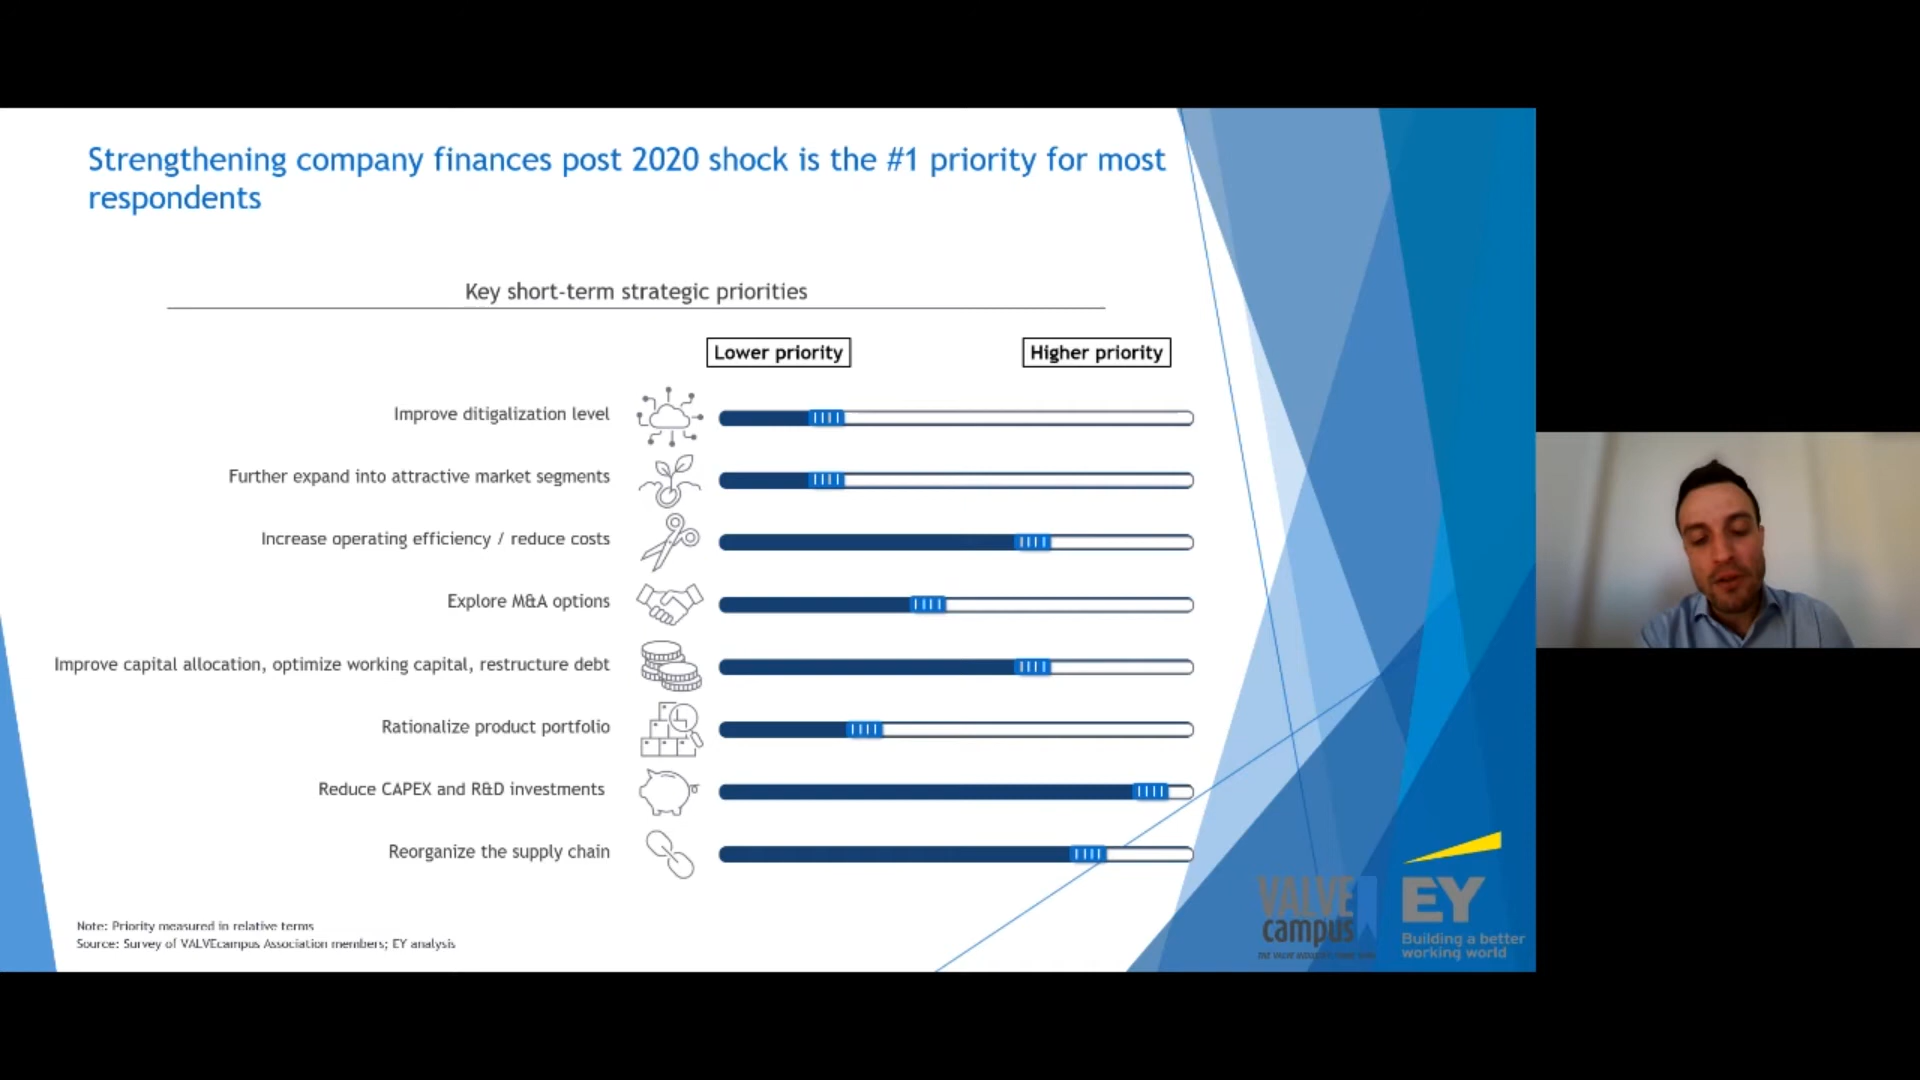 Strengthening company finances post 2020 shock is the #1 priority for most
respondents
Key short-term strategic priorities
Lower priority
Higher priority
Improve ditigalization level
Further expand into attractive market segments
Increase operating efficiency / reduce costs
Explore M&A options
Improve capital allocation, optimize working capital, restructure debt
Rationalize product portfolio
Reduce CAPEX and R&D investments
Reorganize the supply chain
Note: Priority measured in relative terms
Source: Survey of VALVEcampus Association members; EY analysis
VALVE
campus
THE VALVE INDUSTRY
EY
Building a better
working world